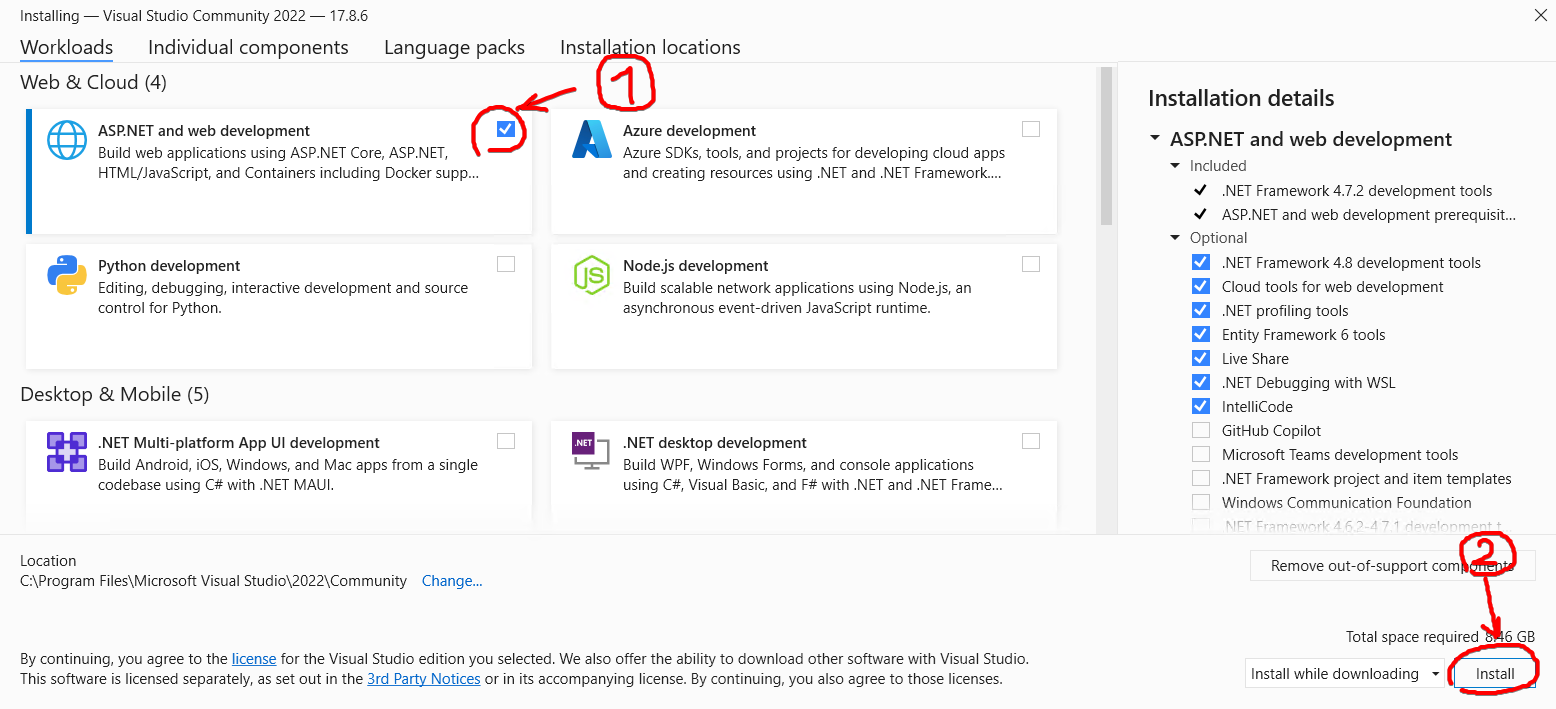 Installing — Visual Studio Community 2022 — 17.8.6
Workloads Individual components Language packs Installation locations
Web & Cloud (4)
1
ASP.NET and web development
Build web applications using ASP.NET Core, ASP.NET,
HTML/JavaScript, and Containers including Docker supp...
Azure development
Azure SDKs, tools, and projects for developing cloud apps
and creating resources using .NET and .NET Framework....
Python development
Editing, debugging, interactive development and source
control for Python.
JS
Node.js development
Build scalable network applications using Node.js, an
asynchronous event-driven JavaScript runtime.
Desktop & Mobile (5)
.NET Multi-platform App UI development
Build Android, iOS, Windows, and Mac apps from a single
codebase using C# with .NET MAUI.
.NET
.NET desktop development
Build WPF, Windows Forms, and console applications
using C#, Visual Basic, and F# with .NET and .NET Frame...
Installation details
ASP.NET and web development
Included
.NET Framework 4.7.2 development tools
ASP.NET and web development prerequisit...
Optional
.NET Framework 4.8 development tools
Cloud tools for web development
.NET profiling tools
Entity Framework 6 tools
Live Share
.NET Debugging with WSL
IntelliCode
GitHub Copilot
Microsoft Teams development tools
.NET Framework project and item templates
Windows Communication Foundation
.NET Framework 4.6.2-4.7.1 development t...
Location
C:\Program Files\Microsoft Visual Studio\2022\Community Change...
2
Remove out-of-support components
Total space required 8.46 GB
By continuing, you agree to the license for the Visual Studio edition you selected. We also offer the ability to download other software with Visual Studio.
This software is licensed separately, as set out in the 3rd Party Notices or in its accompanying license. By continuing, you also agree to those licenses.
Install while downloading Install